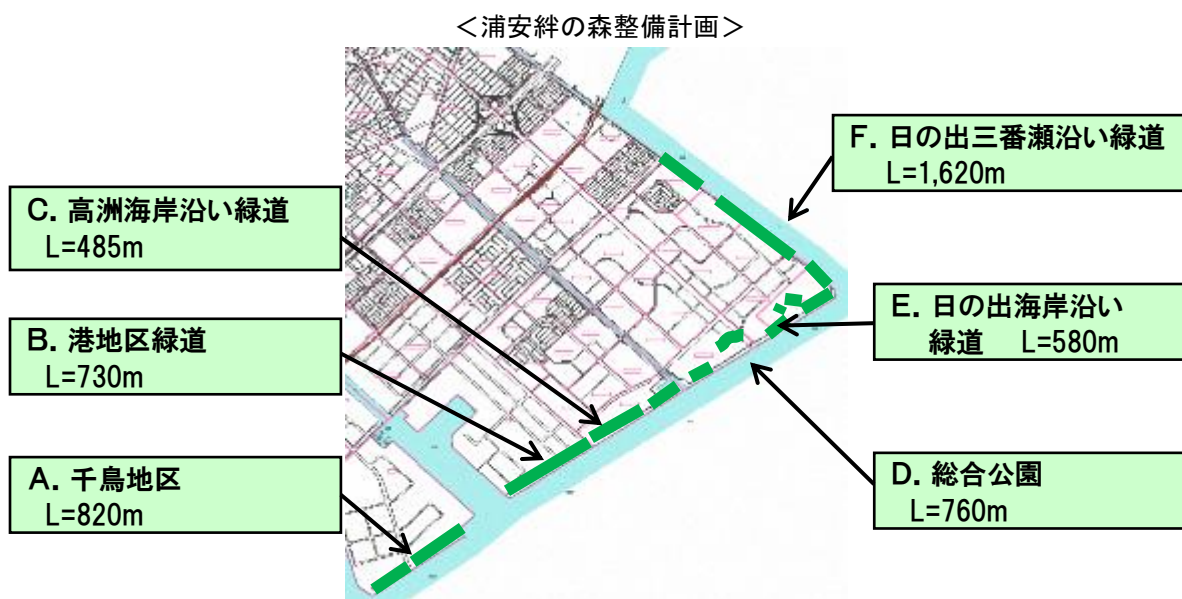 ＜浦安絆の森整備計画＞
F. 日の出三番瀬沿い緑道
L=1,620m
C. 高洲海岸沿い緑道
L=485m
E. 日の出海岸沿い
緑道 L=580m
B. 港地区緑道
L=730m
A. 千鳥地区
L=820m
D. 総合公園
L=760m